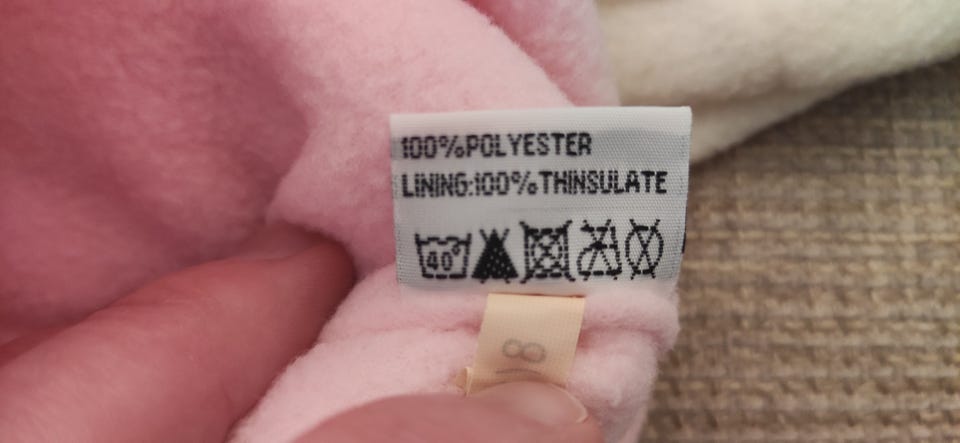 100%POLYESTER
LINING:100%THINSULATE
40°
8